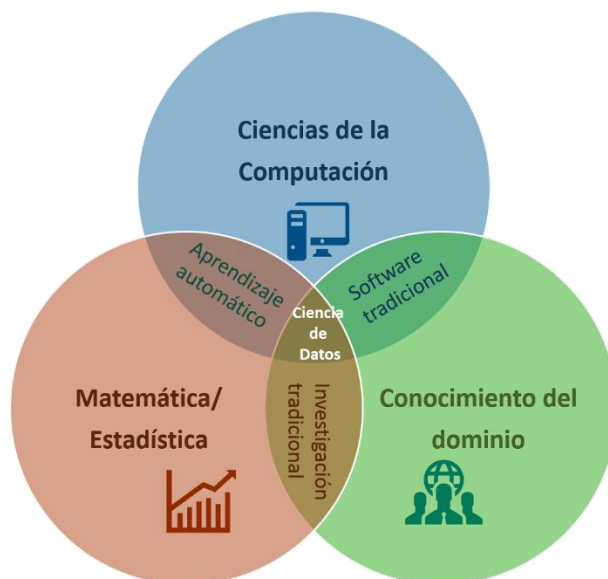 Ciencias de la
Computación
Aprendizaje
automático
Software
tradicional
Ciencia
de
Datos
Matemática/
Estadística
Investigación
tradicional
Conocimiento del
dominio